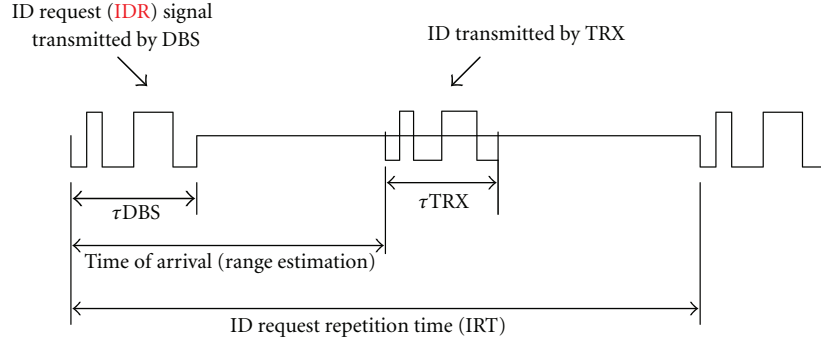 ID request (IDR) signal
transmitted by DBS
ID transmitted by TRX
τDBS
τTRX
Time of arrival (range estimation)
ID request repetition time (IRT)